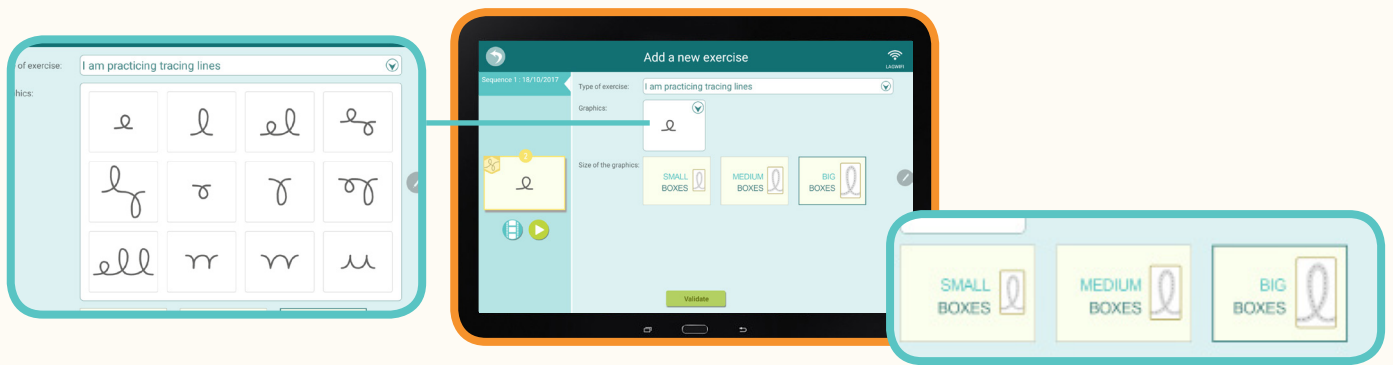 of exercise: I am practicing tracing lines
hics:
Add a new exercise
LAGWIFI
Sequence 1 : 18/10/2017
Type of exercise: I am practicing tracing lines
Graphics:
2
Size of the graphics:
SMALL
BOXES
MEDIUM
BOXES
BIG
BOXES
Validate
SMALL
BOXES
MEDIUM
BOXES
BIG
BOXES